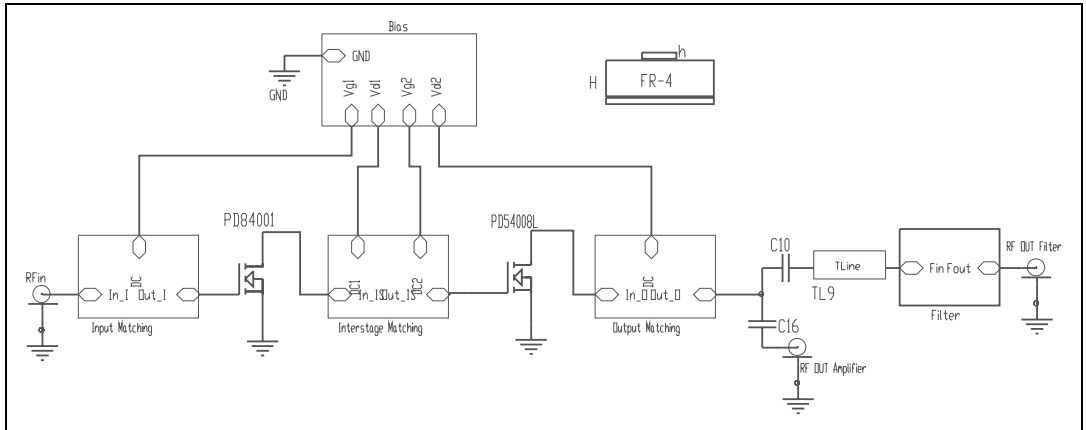 Bias
GND
GND
Vg1
Vd1
Vg2
Vd2
h
H
FR-4
PD84001
PD54008L
C10
RFin
DC
In_I
Out_I
Input Matching
DC1
In_IS
Out_IS
DC2
Interstage Matching
DC
In_O
Out_O
Output Matching
TLine
TL9
Fin
Fout
Filter
RF OUT Filter
C16
RF OUT Amplifier